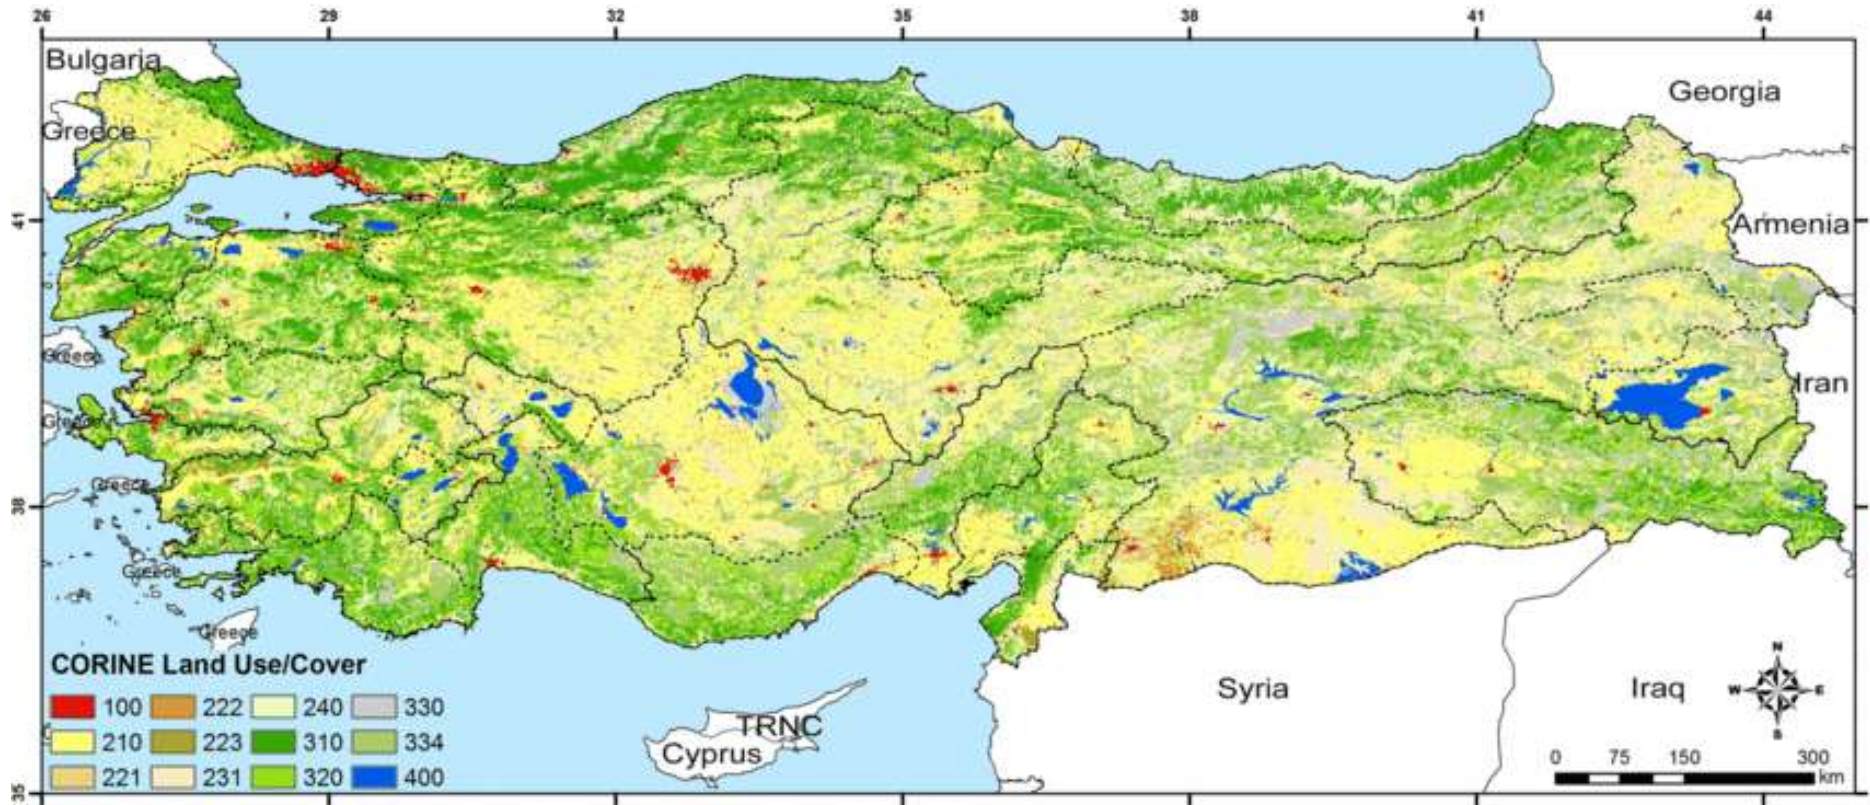 26 29 32 35 38 41 44
Bulgaria
Georgia
Greece
Armenia
41
Greece
Iran
Greece
Greece
38
Greece
Greece
CORINE Land Use/Cover
100 222 240 330
210 223 310 334
221 231 320 400
TRNC
Cyprus
Syria
Iraq
N
W E
S
0 75 150 300
km
35